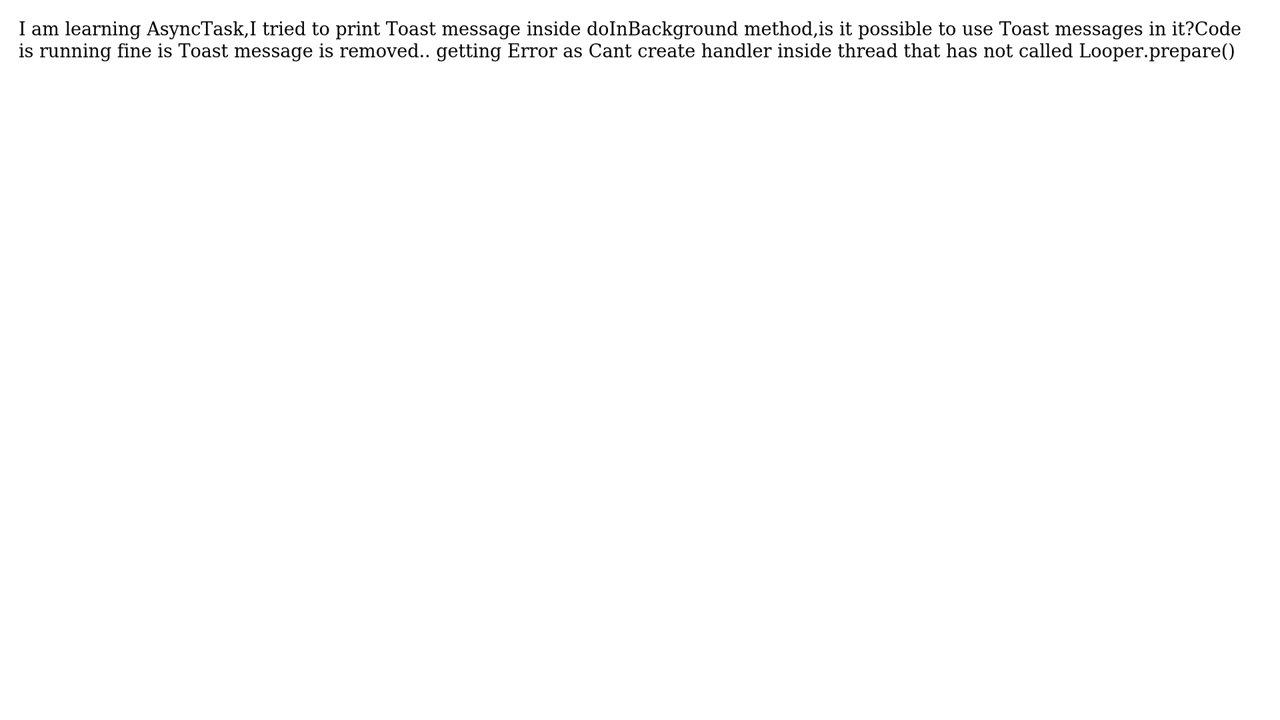 I am learning AsyncTask,I tried to print Toast message inside doInBackground method,is it possible to use Toast messages in it?Code
is running fine is Toast message is removed.. getting Error as Cant create handler inside thread that has not called Looper.prepare()